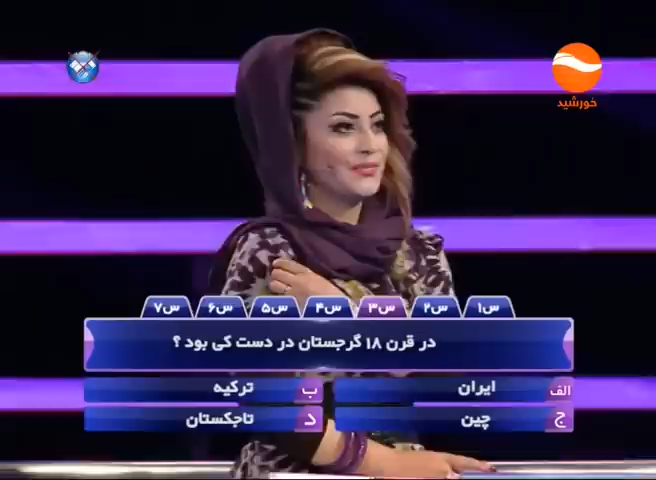 خورشید
س۱ س۲ س۳ س۴ س۵ س۶ س۷
در قرن ۱۸ گرجستان در دست کی بود ؟
الف ایران
ب ترکیه
ج چین
د تاجکستان